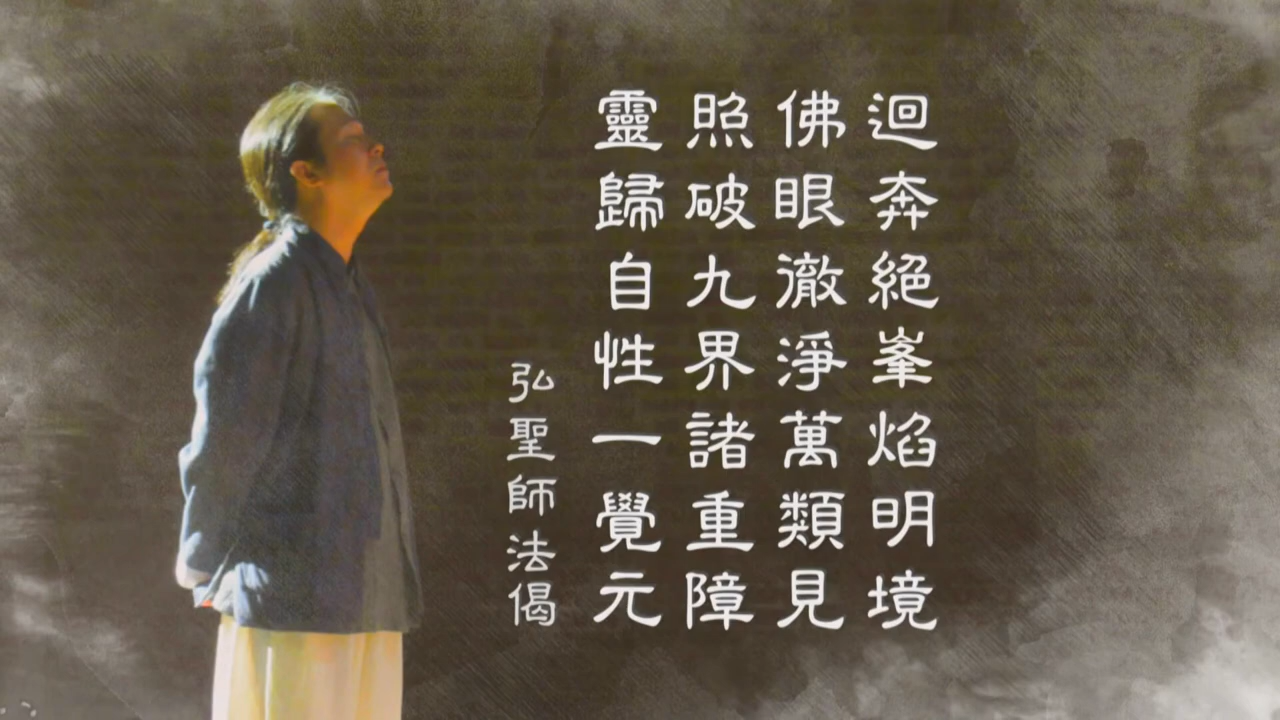 迴奔絕峯焰明境
佛眼徹淨萬類見
照破九界諸重障
靈歸自性一覺元
弘聖師法偈